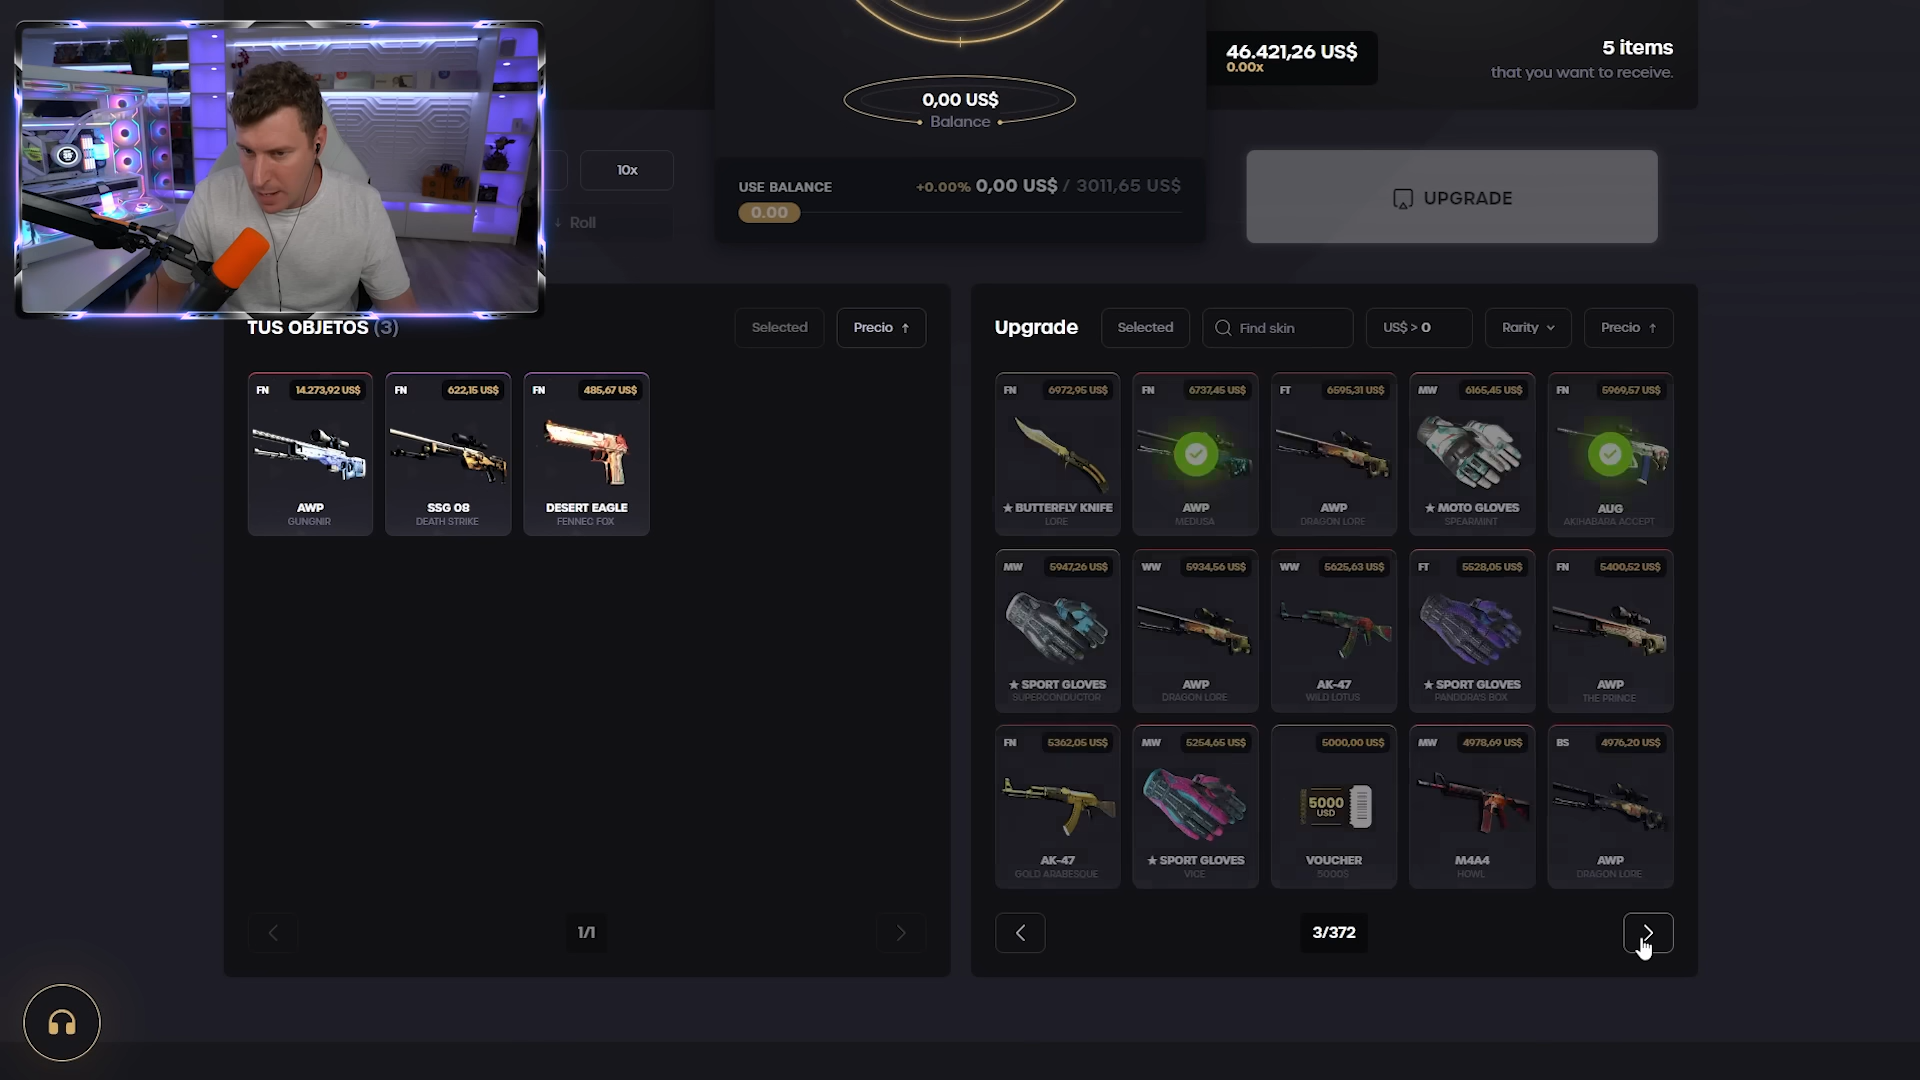 46.421,26 US$
0.00x
5 items
that you want to receive.
0,00 US$
Balance
10x
USE BALANCE
+0.00% 0,00 US$ / 3011,65 US$
0.00
Roll
UPGRADE
TUS OBJETOS (3)
Selected
Precio ↑
FN 14.273,92 US$
AWP
GUNGNIR
FN 622,15 US$
SSG 08
DEATH STRIKE
FN 485,67 US$
DESERT EAGLE
FENNEC FOX
1/1
Upgrade
Selected
Find skin
US$ > 0
Rarity
Precio ↑
FN 6972,95 US$
★ BUTTERFLY KNIFE
LORE
FN 6737,45 US$
AWP
MEDUSA
FT 6595,31 US$
AWP
DRAGON LORE
MW 6165,45 US$
★ MOTO GLOVES
SPEARMINT
FN 5969,57 US$
AUG
AKIHABARA ACCEPT
MW 5947,26 US$
★ SPORT GLOVES
SUPERCONDUCTOR
WW 5934,56 US$
AWP
DRAGON LORE
WW 5625,63 US$
AK-47
WILD LOTUS
FT 5528,05 US$
★ SPORT GLOVES
PANDORA'S BOX
FN 5400,52 US$
AWP
THE PRINCE
FN 5362,05 US$
AK-47
GOLD ARABESQUE
MW 5254,65 US$
★ SPORT GLOVES
VICE
5000,00 US$
5000
USD
VOUCHER
5000$
MW 4978,69 US$
M4A4
HOWL
BS 4976,20 US$
AWP
DRAGON LORE
3/372